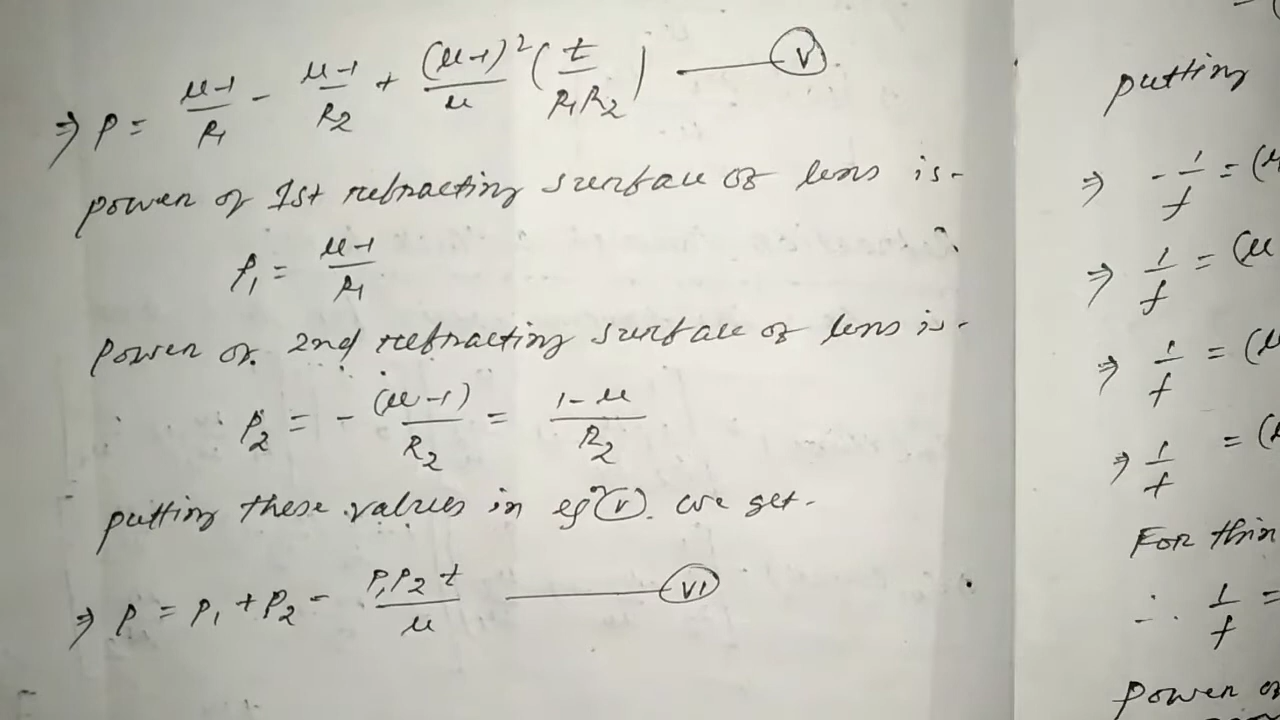 ⇒ P = μ-1/R1 - μ-1/R2 + (μ-1)²/μ (t/R1R2) —— V
power of 1st refracting surface of lens is-
P1 = μ-1/R1
power of 2nd refracting surface of lens is-
P2 = -(μ-1)/R2 = 1-μ/R2
putting these values in eqn V we get-
⇒ P = P1 + P2 - P1P2t/μ —— VI
putting
⇒ -1/f = (μ
⇒ 1/f = (μ
⇒ 1/f = (μ
⇒ 1/f = (
For thin
∴ 1/f =
power of